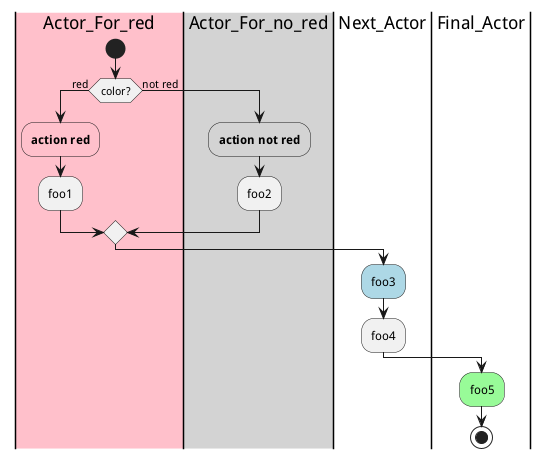 Actor_For_red Actor_For_no_red Next_Actor Final_Actor
red color? not red
action red action not red
foo1 foo2
foo3
foo4
foo5